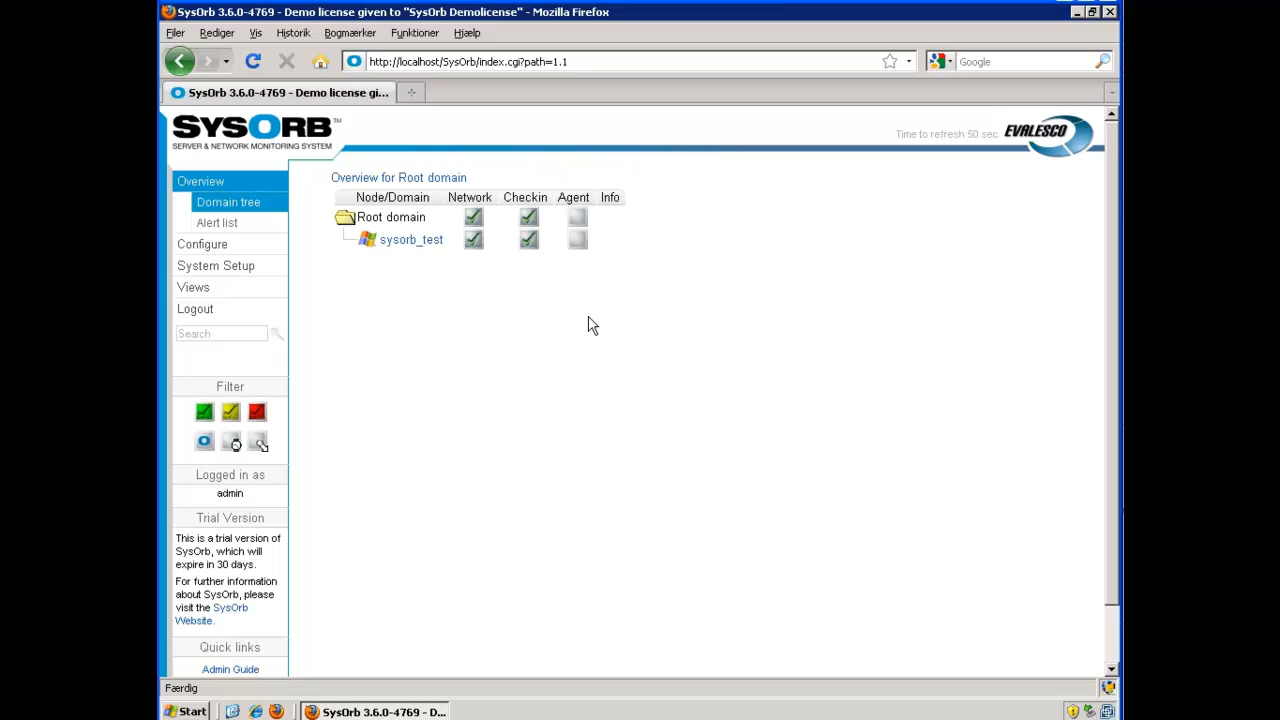 SysOrb 3.6.0-4769 - Demo license given to "SysOrb Demolicense" - Mozilla Firefox
Filer Rediger Vis Historik Bogmærker Funktioner Hjælp
http://localhost/SysOrb/index.cgi?path=1.1
Google
SysOrb 3.6.0-4769 - Demo license gi...
SYSORB™
SERVER & NETWORK MONITORING SYSTEM
Time to refresh 50 sec
EVALESCO
Overview
Domain tree
Alert list
Configure
System Setup
Views
Logout
Search
Filter
Logged in as
admin
Trial Version
This is a trial version of
SysOrb, which will
expire in 30 days.
For further information
about SysOrb, please
visit the SysOrb
Website.
Quick links
Admin Guide
Overview for Root domain
Node/Domain Network Checkin Agent Info
Root domain
sysorb_test
Færdig
Start
SysOrb 3.6.0-4769 - D...